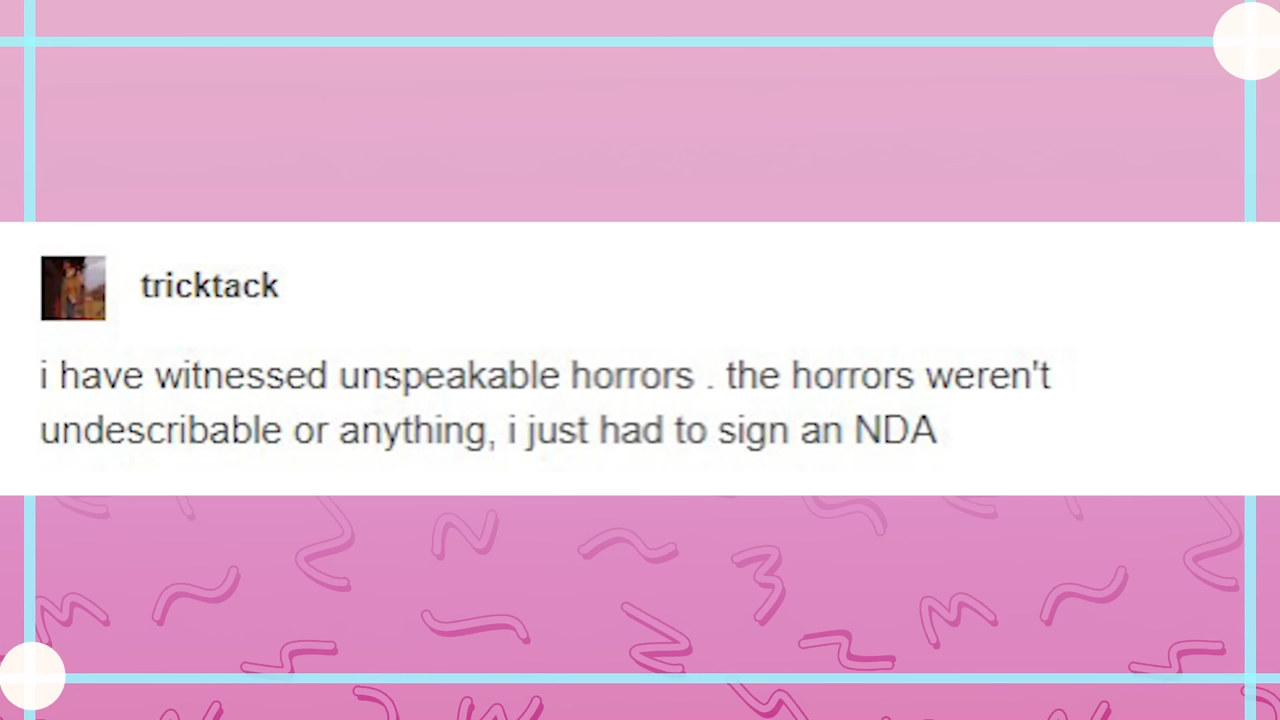 tricktack
i have witnessed unspeakable horrors . the horrors weren't
undescribable or anything, i just had to sign an NDA